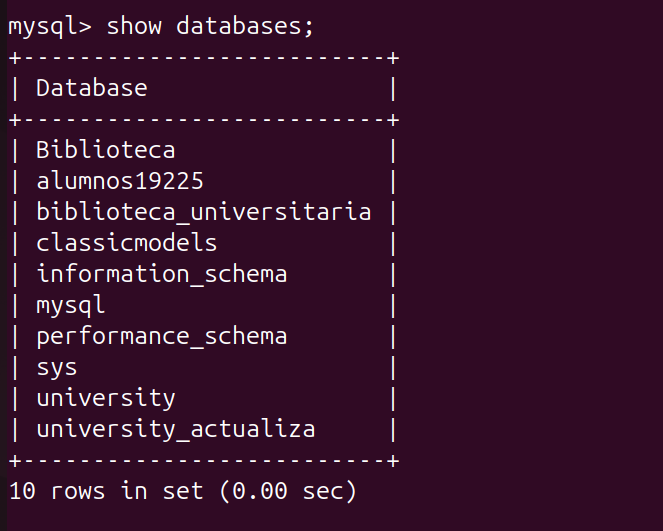 mysql> show databases;
+---------------------------+
| Database                  |
+---------------------------+
| Biblioteca                |
| alumnos19225              |
| biblioteca_universitaria |
| classicmodels             |
| information_schema        |
| mysql                     |
| performance_schema        |
| sys                       |
| university                |
| university_actualiza      |
+---------------------------+
10 rows in set (0.00 sec)